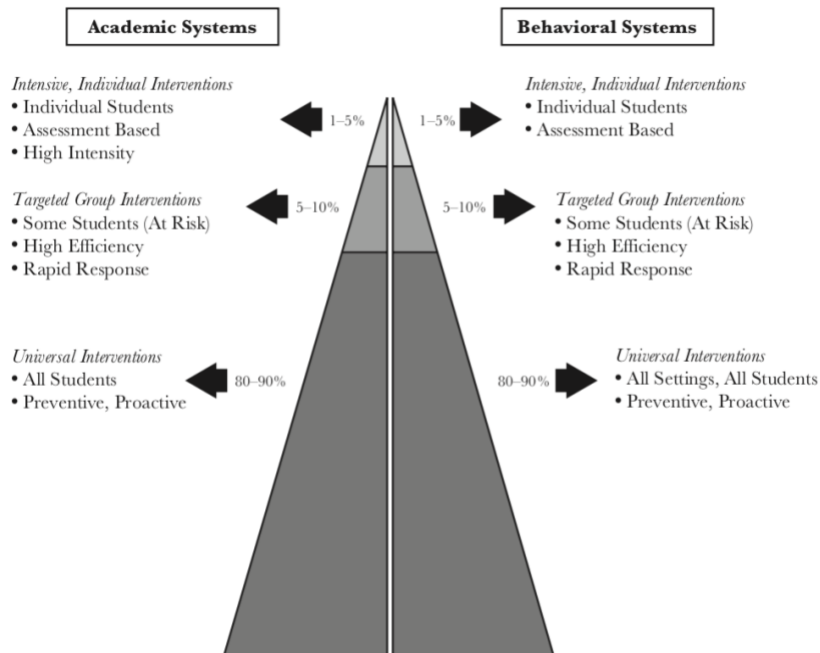 Academic Systems
Behavioral Systems
Intensive, Individual Interventions
• Individual Students
• Assessment Based
• High Intensity
1–5%
1–5%
Intensive, Individual Interventions
• Individual Students
• Assessment Based
Targeted Group Interventions
• Some Students (At Risk)
• High Efficiency
• Rapid Response
5–10%
5–10%
Targeted Group Interventions
• Some Students (At Risk)
• High Efficiency
• Rapid Response
Universal Interventions
• All Students
• Preventive, Proactive
80–90%
80–90%
Universal Interventions
• All Settings, All Students
• Preventive, Proactive